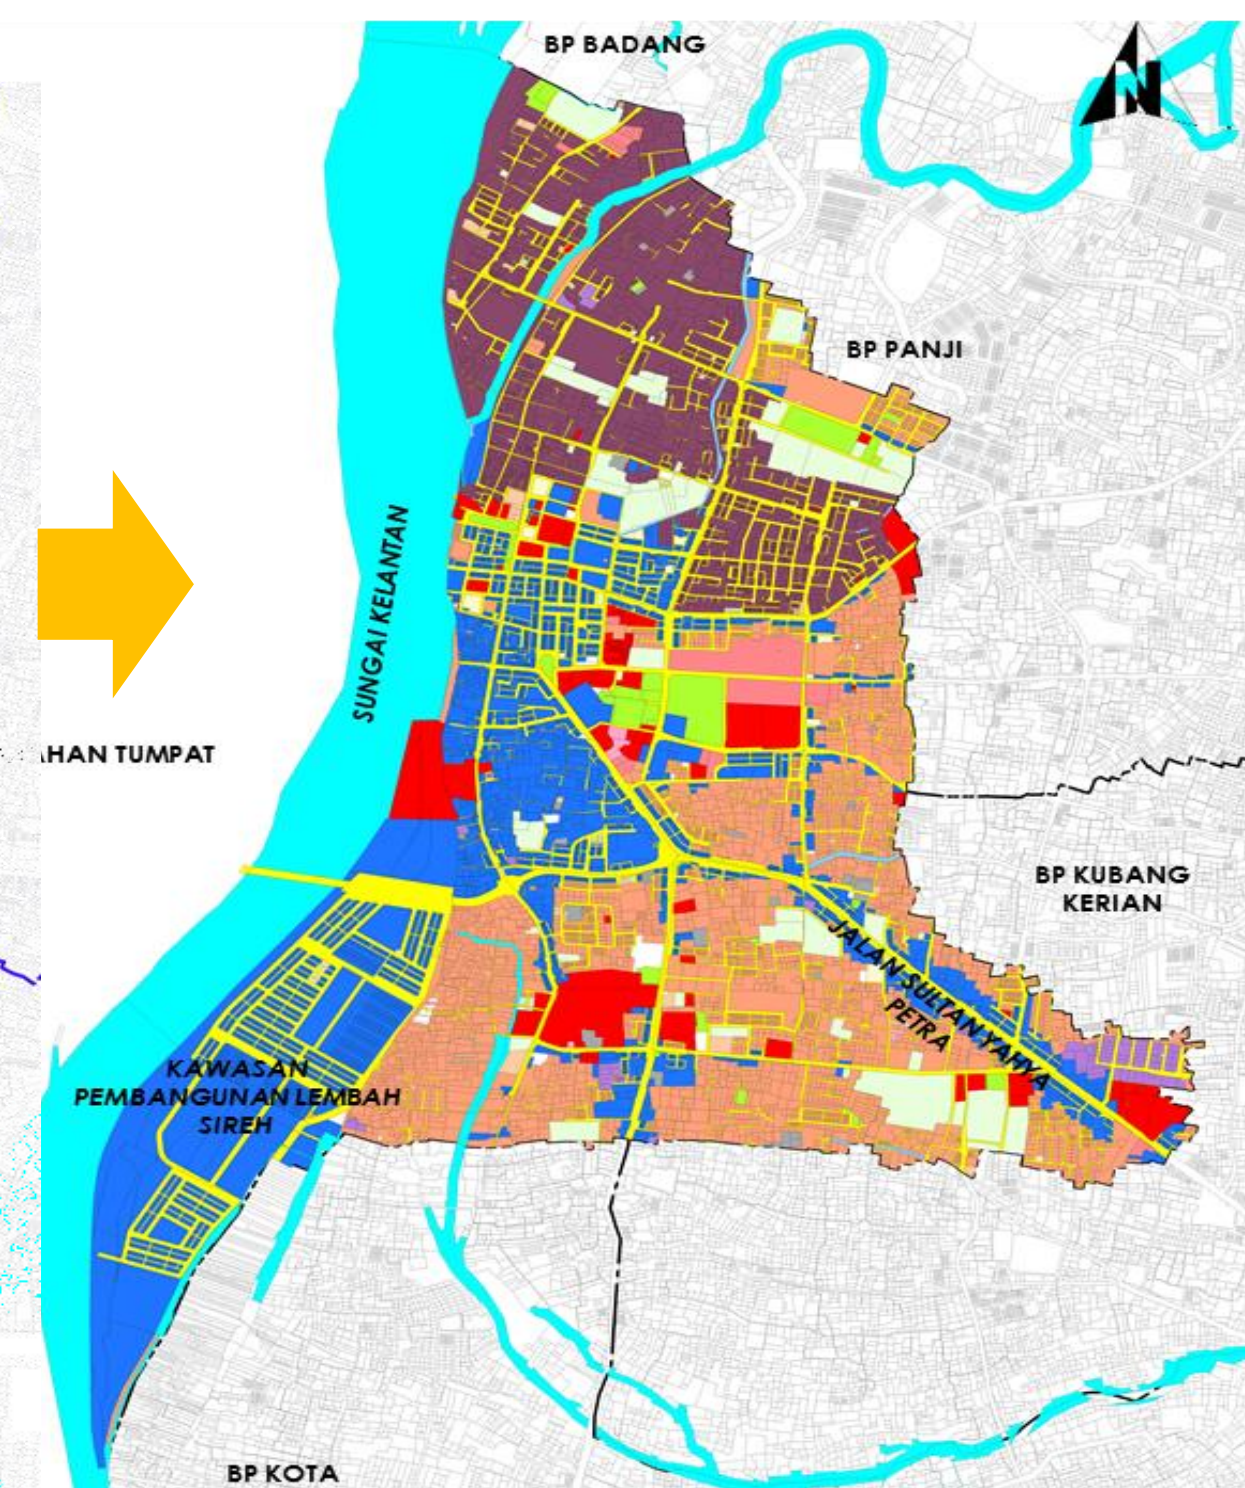 BP BADANG
N
BP PANJI
SUNGAI KELANTAN
AHAN TUMPAT
BP KUBANG
KERIAN
JALAN SULTAN YAHYA
PETRA
KAWASAN
PEMBANGUNAN LEMBAH
SIREH
BP KOTA